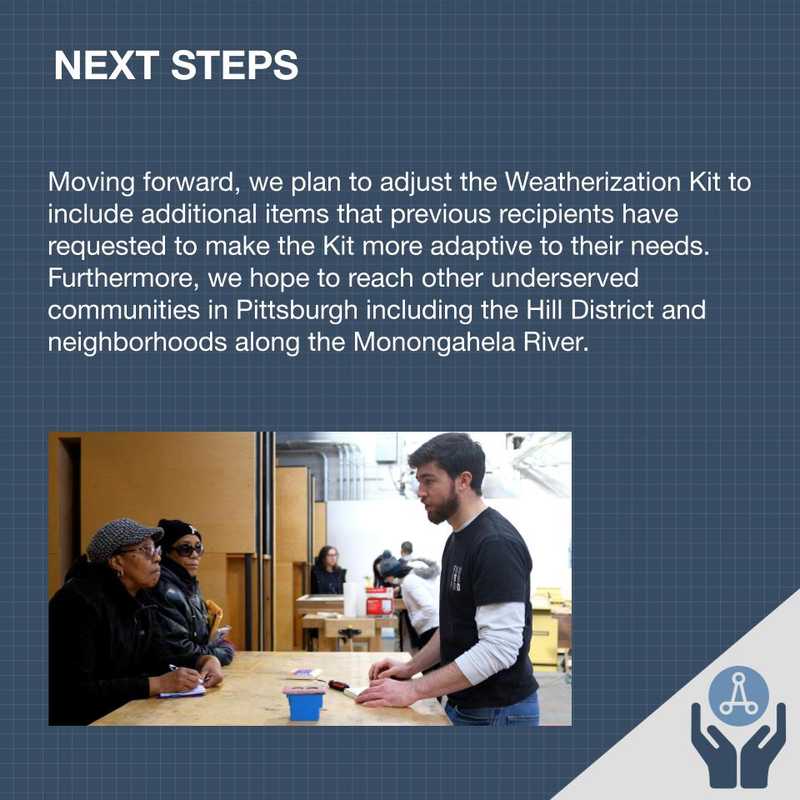 NEXT STEPS
Moving forward, we plan to adjust the Weatherization Kit to
include additional items that previous recipients have
requested to make the Kit more adaptive to their needs.
Furthermore, we hope to reach other underserved
communities in Pittsburgh including the Hill District and
neighborhoods along the Monongahela River.